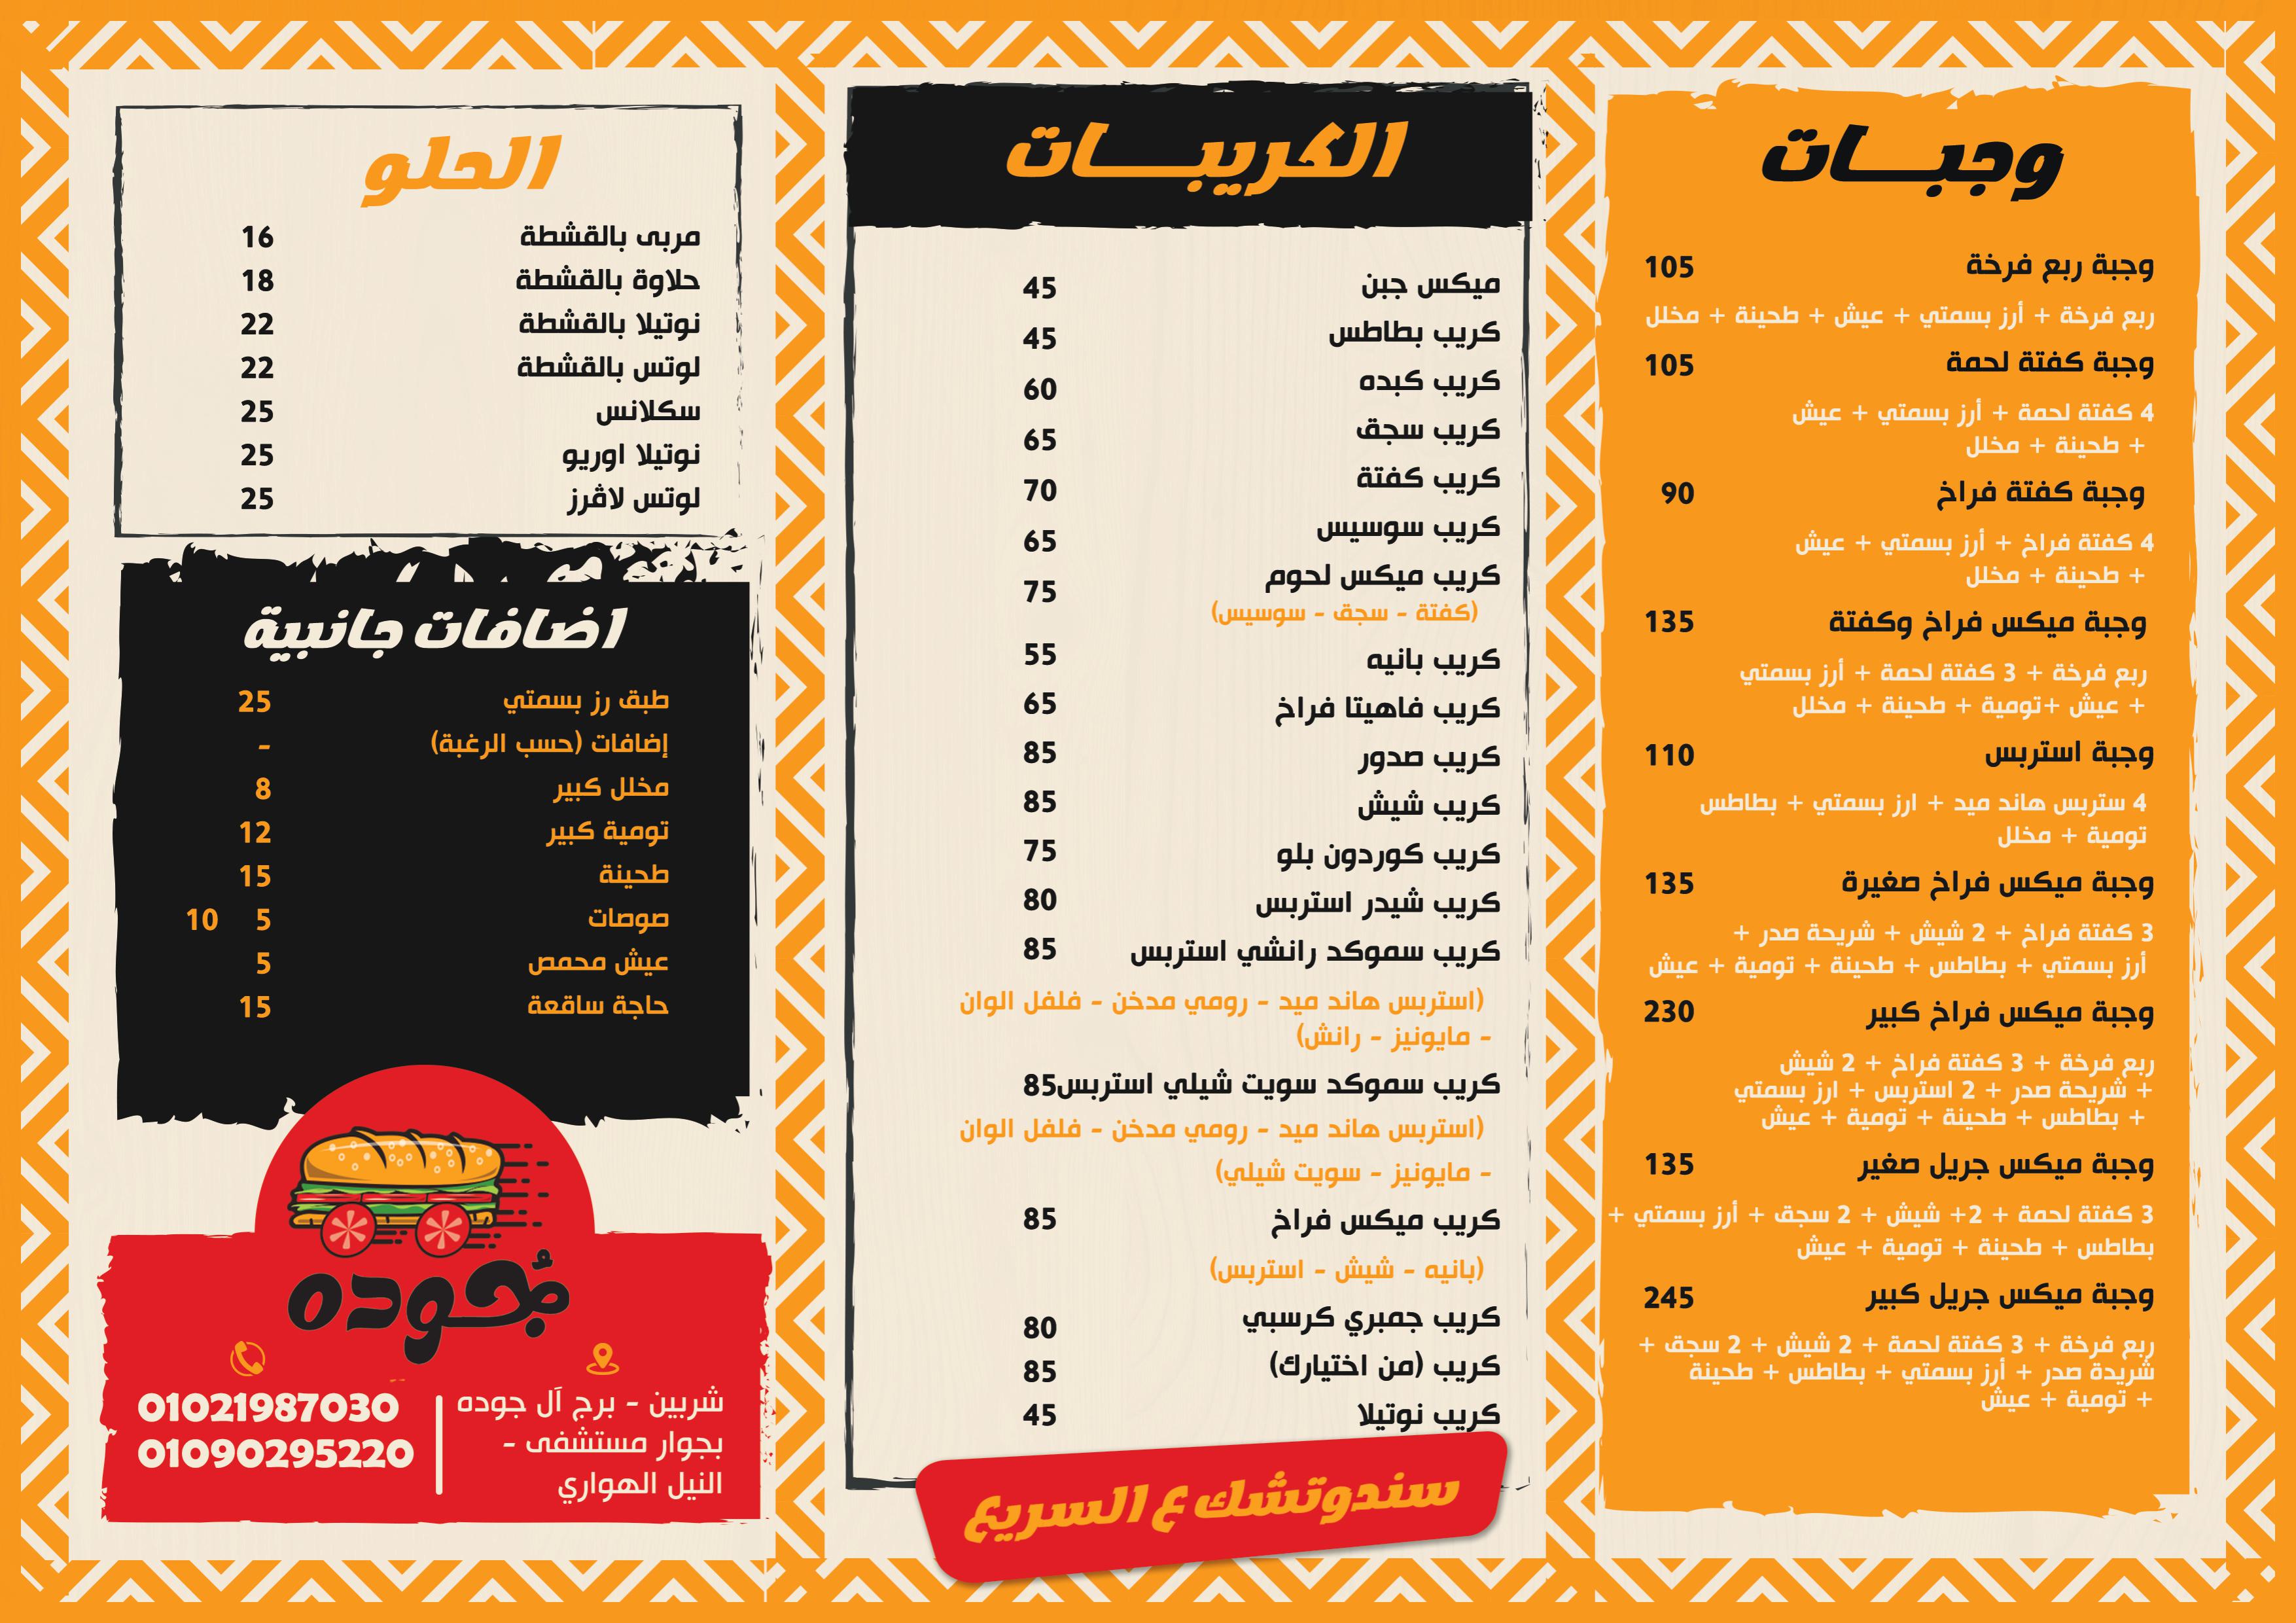 وجبـــات
وجبة ربع فرخة 105
ربع فرخة + أرز بسمتي + عيش + طحينة + مخلل
وجبة كفتة لحمة 105
4 كفتة لحمة + أرز بسمتي + عيش
+ طحينة + مخلل
وجبة كفتة فراخ 90
4 كفتة فراخ + أرز بسمتي + عيش
+ طحينة + مخلل
وجبة ميكس فراخ وكفتة 135
ربع فرخة + 3 كفتة لحمة + أرز بسمتي
+ عيش +تومية + طحينة + مخلل
وجبة استربس 110
4 ستربس هاند ميد + ارز بسمتي + بطاطس
تومية + مخلل
وجبة ميكس فراخ صغيرة 135
3 كفتة فراخ + 2 شيش + شريحة صدر +
أرز بسمتي + بطاطس + طحينة + تومية + عيش
وجبة ميكس فراخ كبير 230
ربع فرخة + 3 كفتة فراخ + 2 شيش
+ شريحة صدر + 2 استربس + ارز بسمتي
+ بطاطس + طحينة + تومية + عيش
وجبة ميكس جريل صغير 135
3 كفتة لحمة + 2+ شيش + 2 سجق + أرز بسمتي +
بطاطس + طحينة + تومية + عيش
وجبة ميكس جريل كبير 245
ربع فرخة + 3 كفتة لحمة + 2 شيش + 2 سجق +
شريدة صدر + أرز بسمتي + بطاطس + طحينة
+ تومية + عيش
الكريبـــات
ميكس جبن 45
كريب بطاطس 45
كريب كبده 60
كريب سجق 65
كريب كفتة 70
كريب سوسيس 65
كريب ميكس لحوم 75
(كفتة - سجق - سوسيس)
كريب بانيه 55
كريب فاهيتا فراخ 65
كريب صدور 85
كريب شيش 85
كريب كوردون بلو 75
كريب شيدر استربس 80
كريب سموكد رانشي استربس 85
(استربس هاند ميد - رومي مدخن - فلفل الوان
- مايونيز - رانش)
كريب سموكد سويت شيلي استربس 85
(استربس هاند ميد - رومي مدخن - فلفل الوان
- مايونيز - سويت شيلي)
كريب ميكس فراخ 85
(بانيه - شيش - استربس)
كريب جمبري كرسبي 80
كريب (من اختيارك) 85
كريب نوتيلا 45
سندوتشك ع السريع
الحلو
مربى بالقشطة 16
حلاوة بالقشطة 18
نوتيلا بالقشطة 22
لوتس بالقشطة 22
سكلانس 25
نوتيلا اوريو 25
لوتس لاڤرز 25
اضافات جانبية
طبق رز بسمتي 25
إضافات (حسب الرغبة) -
مخلل كبير 8
تومية كبير 12
طحينة 15
صوصات 5 10
عيش محمص 5
حاجة ساقعة 15
جُوده
شربين - برج آل جوده
بجوار مستشفى -
النيل الهواري
01021987030
01090295220